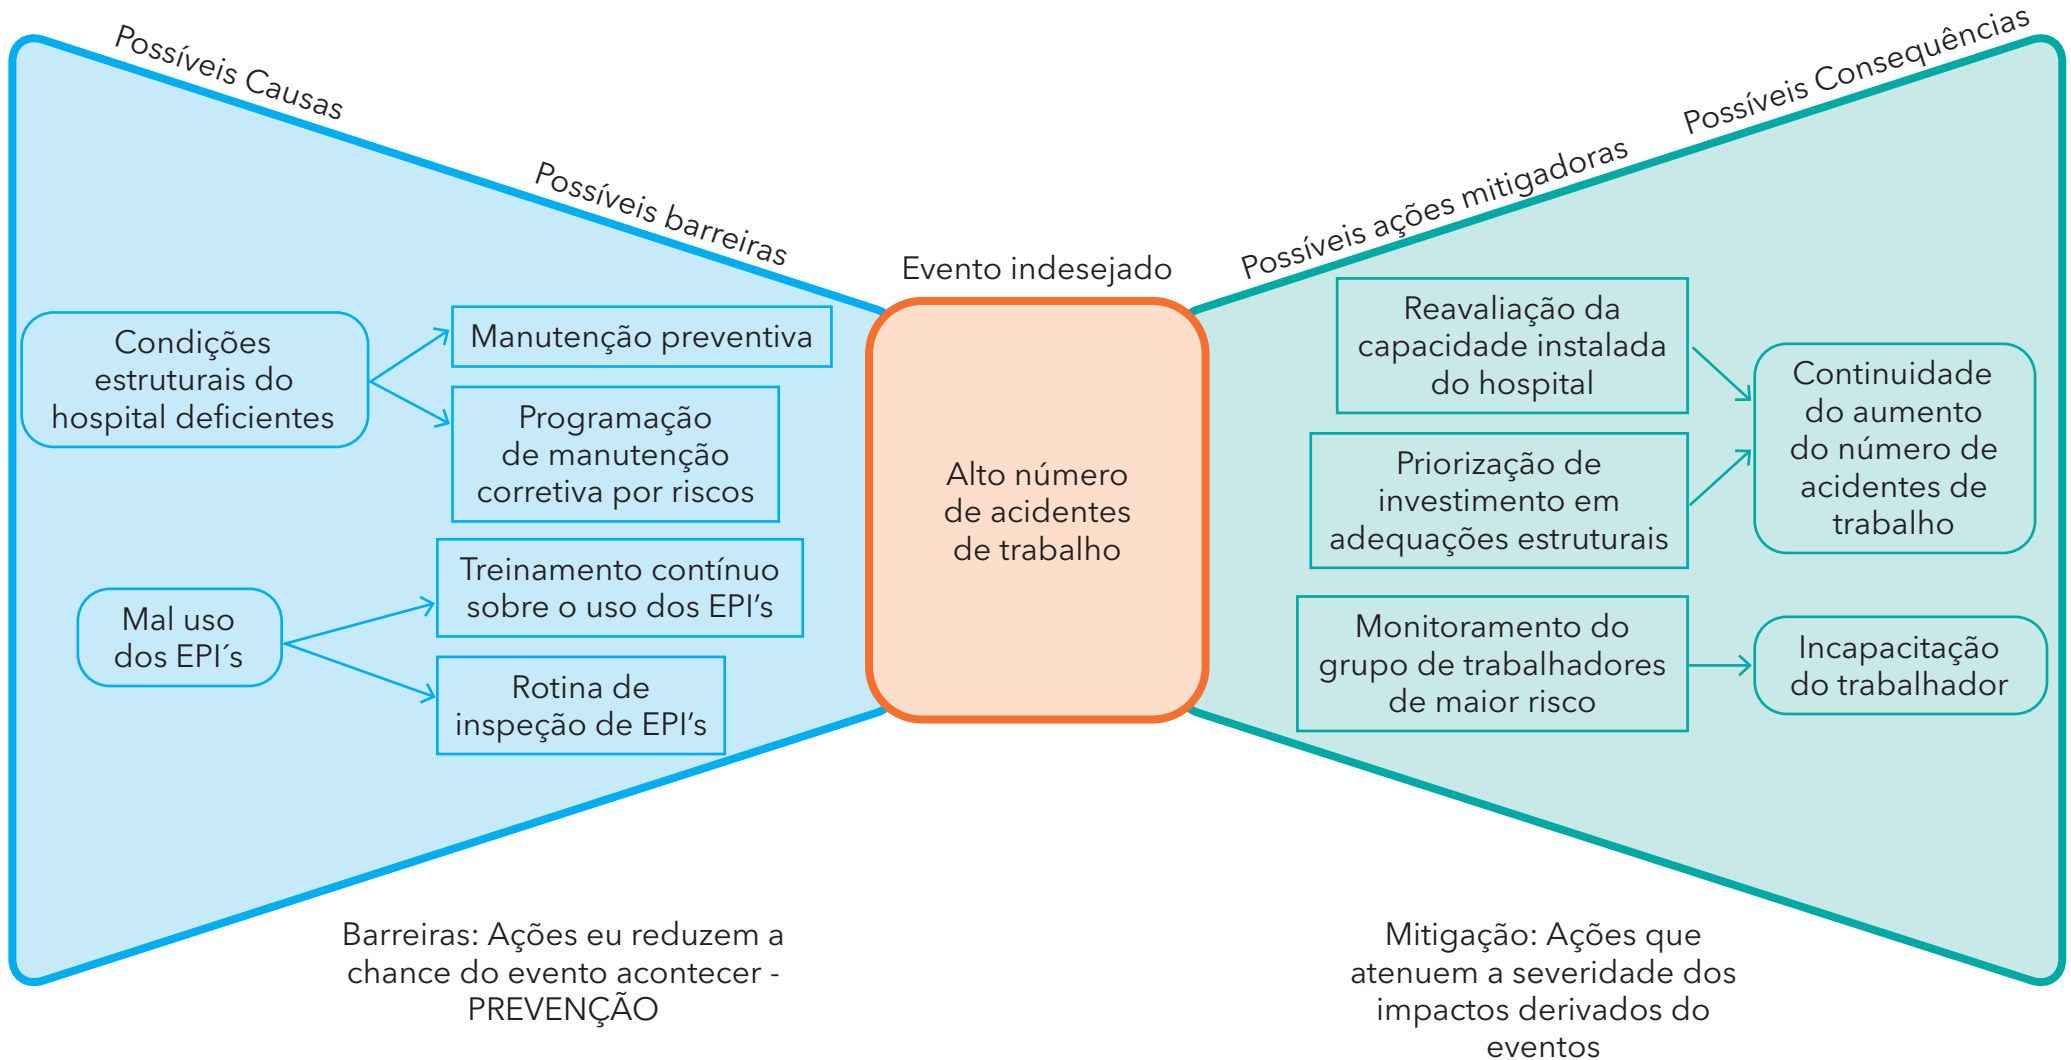 Possíveis Causas
Possíveis barreiras
Evento indesejado
Possíveis ações mitigadoras
Possíveis Consequências
Condições
estruturais do
hospital deficientes
Manutenção preventiva
Programação
de manutenção
corretiva por riscos
Mal uso
dos EPI´s
Treinamento contínuo
sobre o uso dos EPI’s
Rotina de
inspeção de EPI’s
Alto número
de acidentes
de trabalho
Reavaliação da
capacidade instalada
do hospital
Priorização de
investimento em
adequações estruturais
Continuidade
do aumento
do número de
acidentes de
trabalho
Monitoramento do
grupo de trabalhadores
de maior risco
Incapacitação
do trabalhador
Barreiras: Ações eu reduzem a
chance do evento acontecer -
PREVENÇÃO
Mitigação: Ações que
atenuem a severidade dos
impactos derivados do
eventos